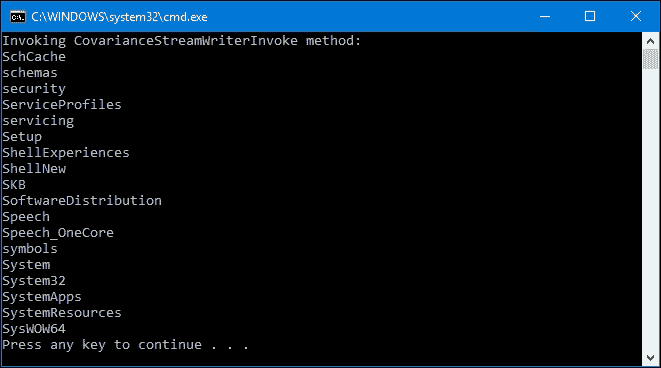 C:\WINDOWS\system32\cmd.exe
Invoking CovarianceStreamWriterInvoke method:
SchCache
schemas
security
ServiceProfiles
servicing
Setup
ShellExperiences
ShellNew
SKB
SoftwareDistribution
Speech
Speech_OneCore
symbols
System
System32
SystemApps
SystemResources
SysWOW64
Press any key to continue . . .